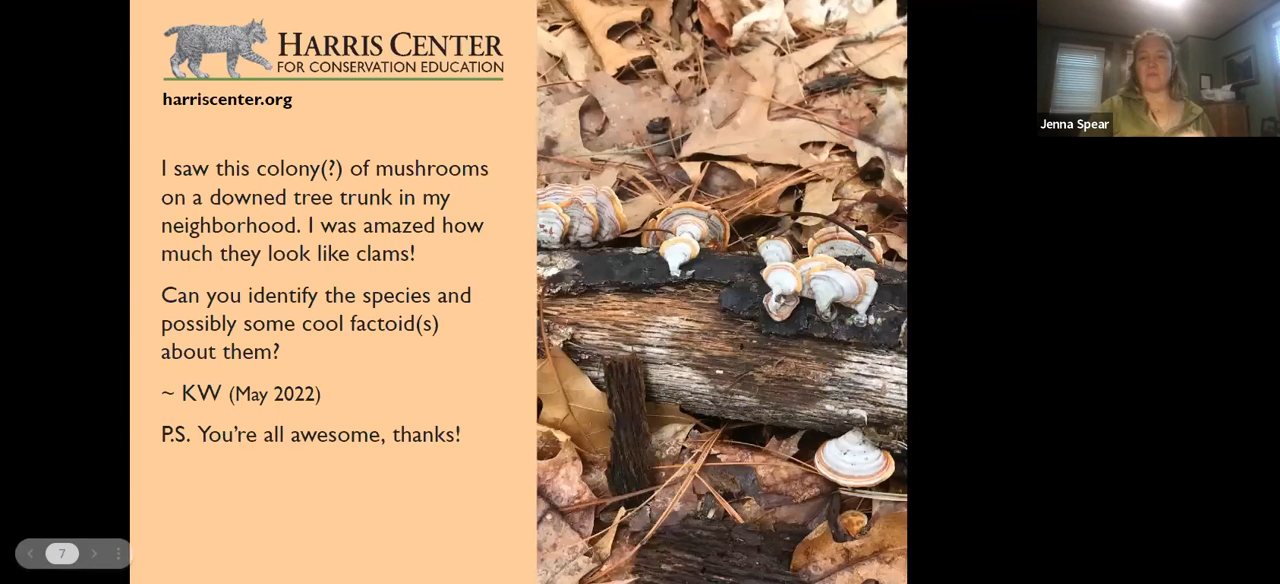 HARRIS CENTER
FOR CONSERVATION EDUCATION
harriscenter.org
I saw this colony(?) of mushrooms
on a downed tree trunk in my
neighborhood. I was amazed how
much they look like clams!
Can you identify the species and
possibly some cool factoid(s)
about them?
~ KW (May 2022)
P.S. You're all awesome, thanks!
7
Jenna Spear